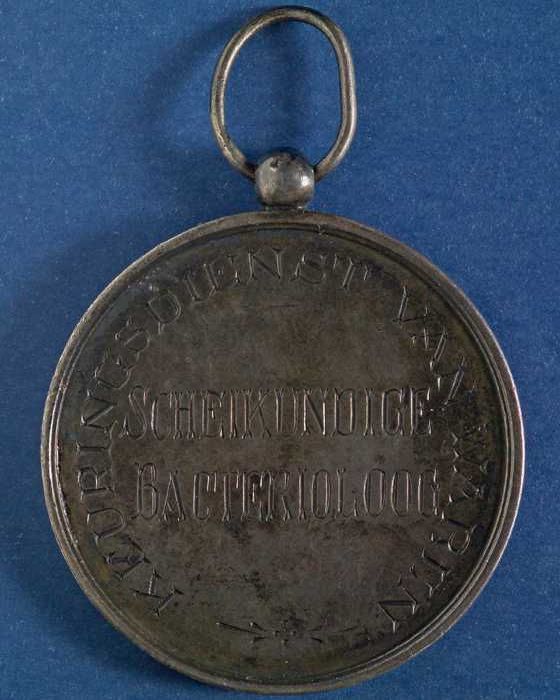 KEURINGSDIENST VAN WAREN
SCHEIKUNDIGE
BACTERIOLOOG